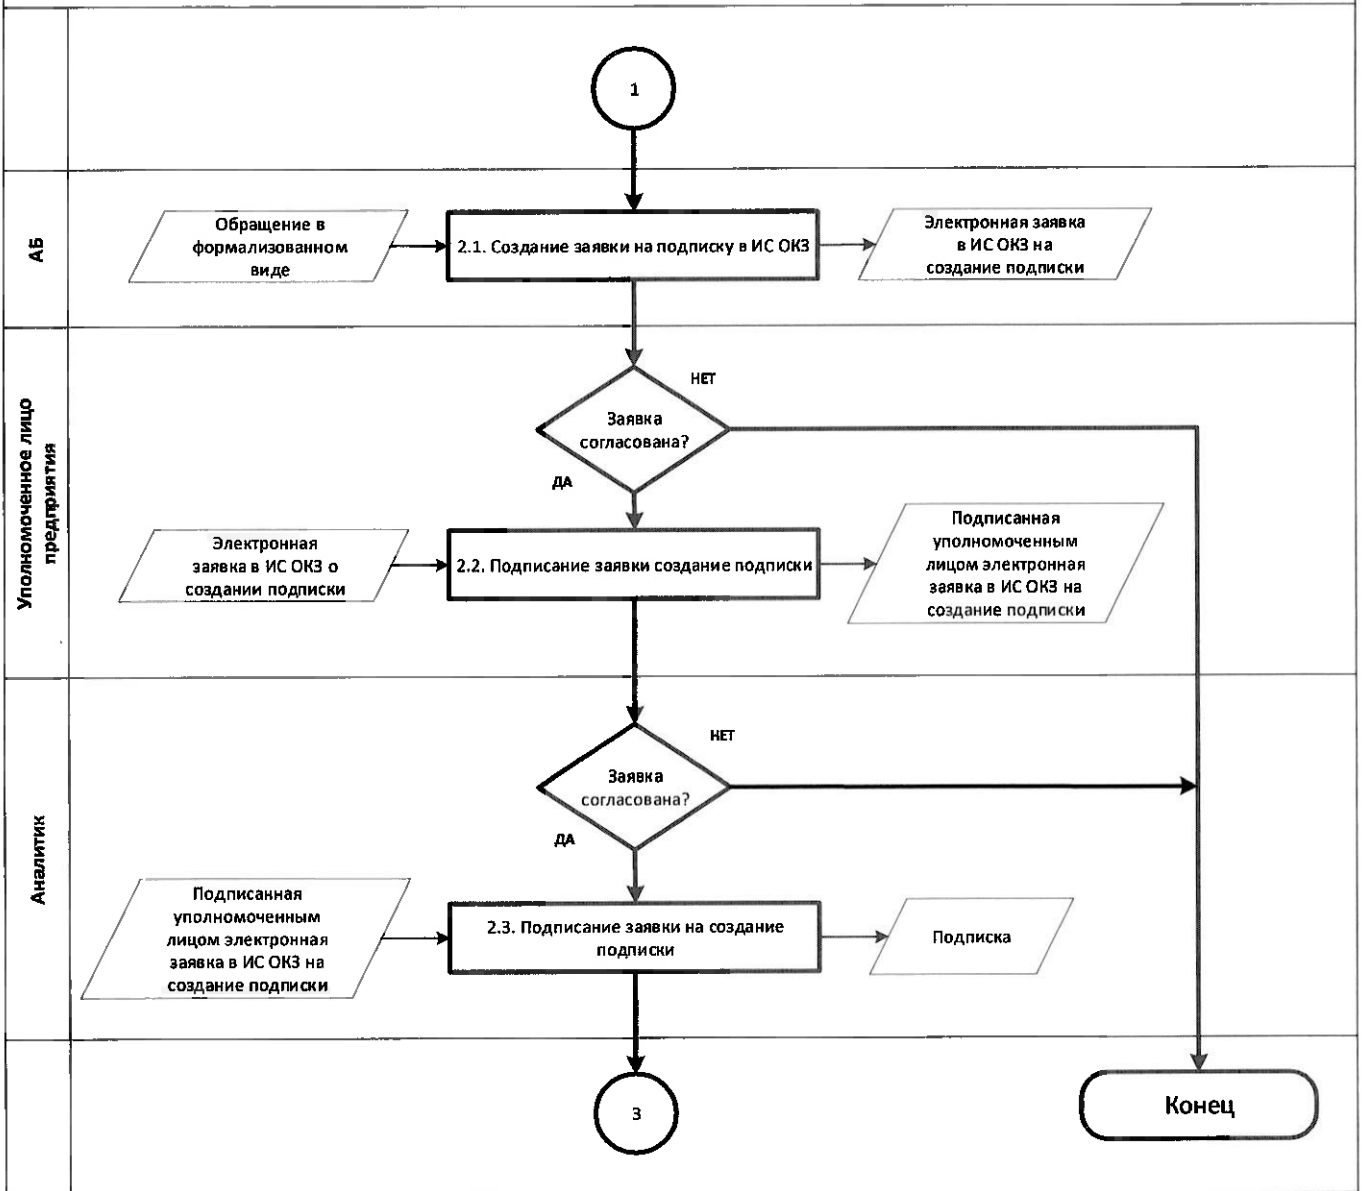 1
АБ
Обращение в
формализованном
виде
2.1. Создание заявки на подписку в ИС ОКЗ
Электронная заявка
в ИС ОКЗ на
создание подписки
Уполномоченное лицо
предприятия
НЕТ
Заявка
согласована?
ДА
Электронная
заявка в ИС ОКЗ о
создании подписки
2.2. Подписание заявки создание подписки
Подписанная
уполномоченным
лицом электронная
заявка в ИС ОКЗ на
создание подписки
Аналитик
НЕТ
Заявка
согласована?
ДА
Подписанная
уполномоченным
лицом электронная
заявка в ИС ОКЗ на
создание подписки
2.3. Подписание заявки на создание
подписки
Подписка
3
Конец